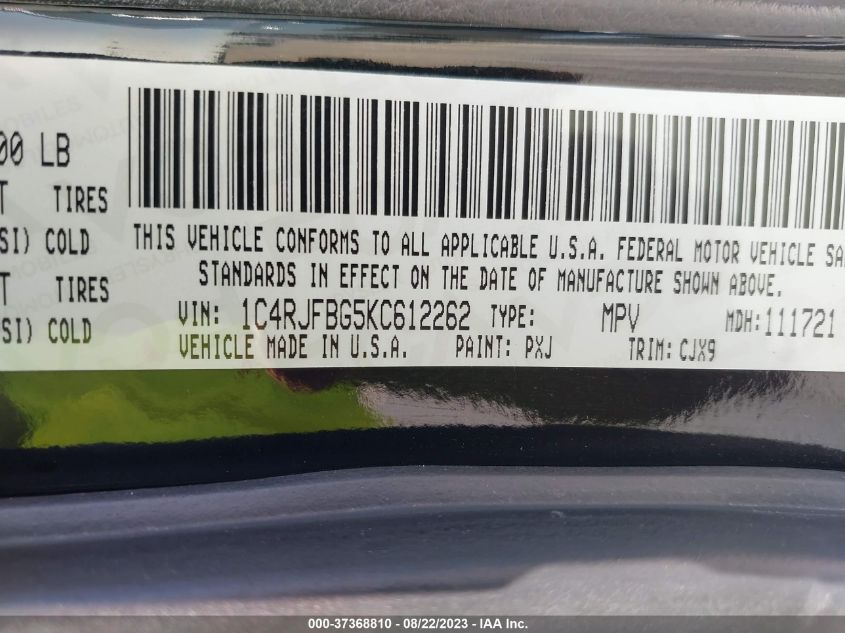 00 LB
T TIRES
SI) COLD
THIS VEHICLE CONFORMS TO ALL APPLICABLE U.S.A. FEDERAL MOTOR VEHICLE SA
STANDARDS IN EFFECT ON THE DATE OF MANUFACTURE SHOWN ABOVE.
T TIRES
SI) COLD
VIN: 1C4RJFBG5KC612262 TYPE: MPV MDH:111721
VEHICLE MADE IN U.S.A. PAINT: PXJ TRIM: CJX9
000-37368810 - 08/22/2023 - IAA Inc.